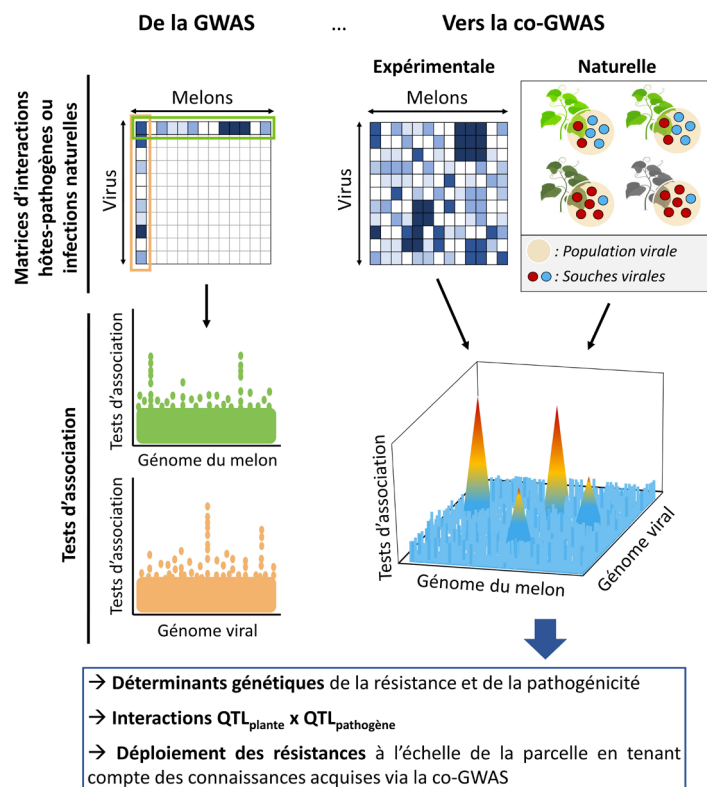 De la GWAS
...
Vers la co-GWAS
Matrices d'interactions
hôtes-pathogènes ou
infections naturelles
Melons
Virus
Expérimentale
Melons
Virus
Naturelle
: Population virale
: Souches virales
Tests d'association
Tests d'association
Génome du melon
Tests d'association
Génome viral
Tests d'association
Génome du melon
Génome viral
→ Déterminants génétiques de la résistance et de la pathogénicité
→ Interactions QTLplante x QTLpathogène
→ Déploiement des résistances à l'échelle de la parcelle en tenant
compte des connaissances acquises via la co-GWAS